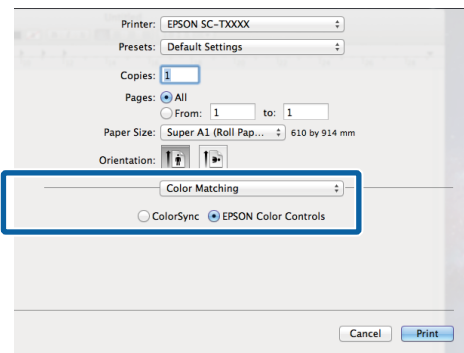 Printer: EPSON SC-TXXXX
Presets: Default Settings
Copies: 1
Pages: All
From: 1 to: 1
Paper Size: Super A1 (Roll Pap... 610 by 914 mm
Orientation:
Color Matching
ColorSync EPSON Color Controls
Cancel Print